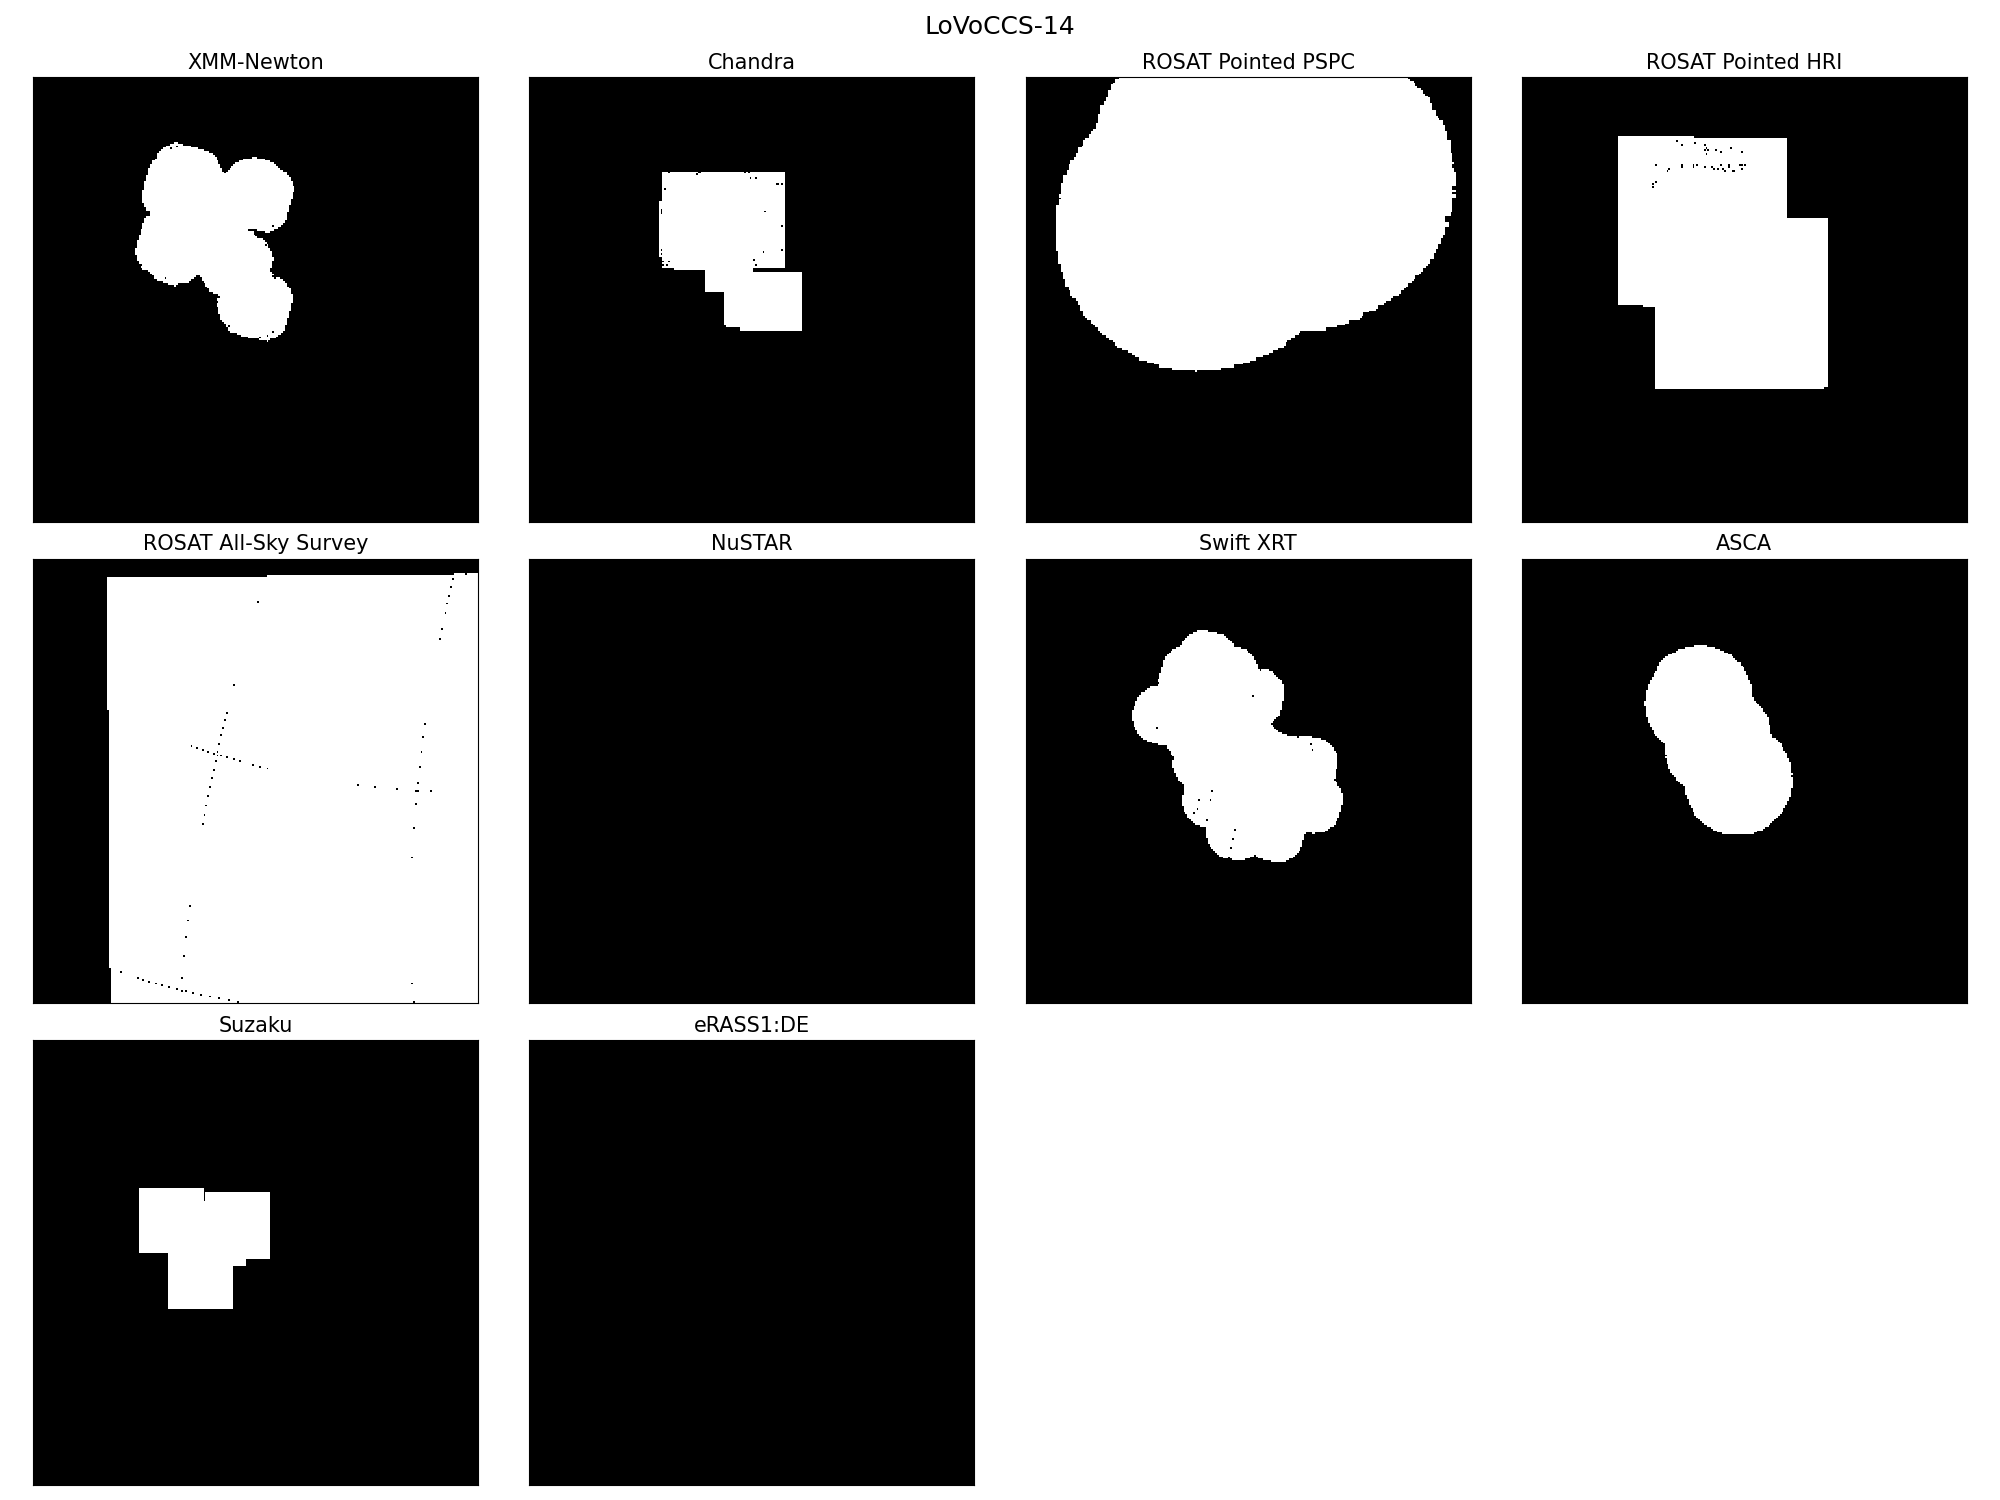 LoVoCCS-14
XMM-Newton
Chandra
ROSAT Pointed PSPC
ROSAT Pointed HRI
ROSAT All-Sky Survey
NuSTAR
Swift XRT
ASCA
Suzaku
eRASS1:DE